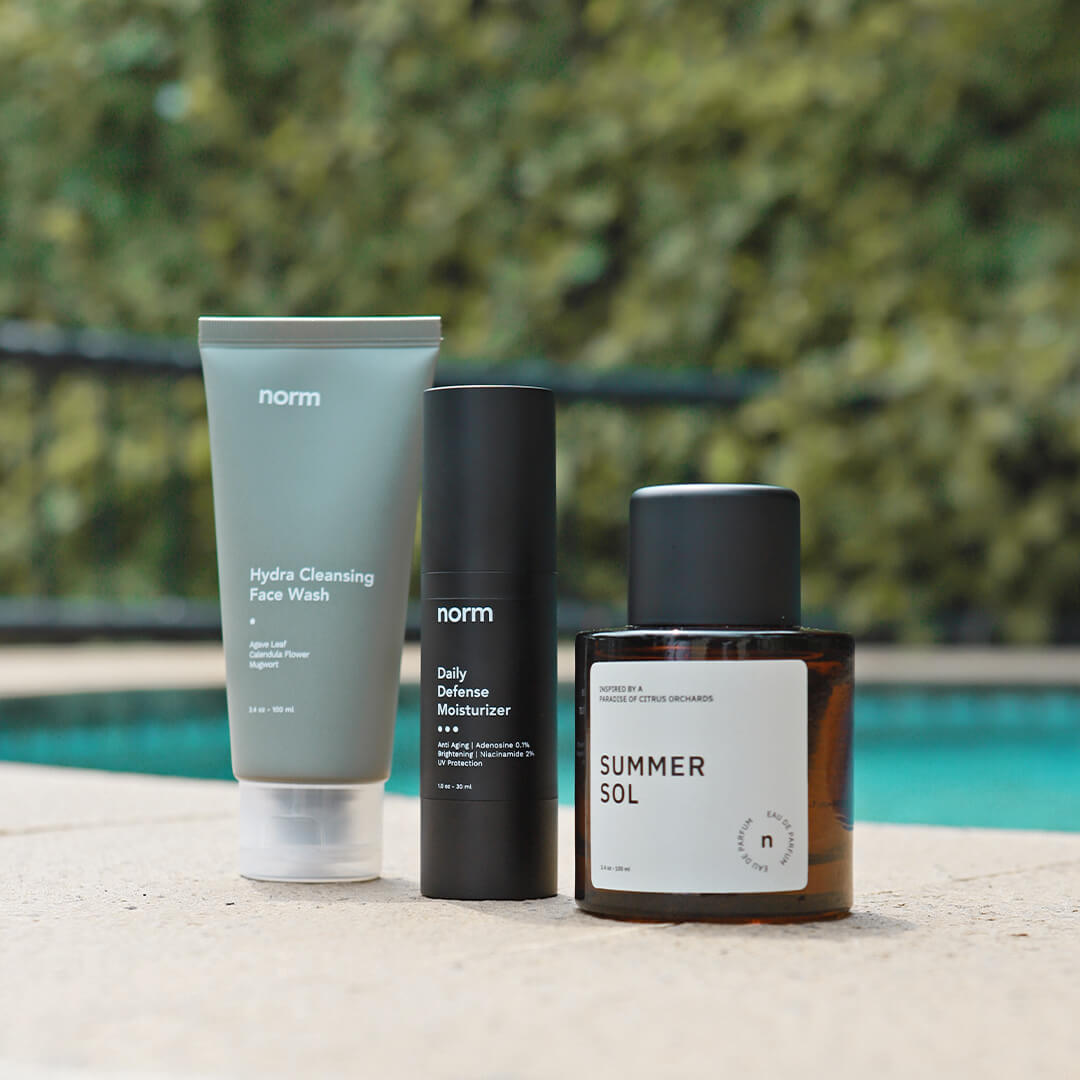 norm
Hydra Cleansing
Face Wash
Agave Leaf
Calendula Flower
Mugwort
3.4 oz - 100 ml
norm
Daily
Defense
Moisturizer
Anti Aging | Adenosine 0.1%
Brightening | Niacinamide 2%
UV Protection
1.0 oz - 30 ml
INSPIRED BY A
PARADISE OF CITRUS ORCHARDS
SUMMER
SOL
EAU DE PARFUM
EAU DE PARFUM
n
3.4 oz - 100 ml